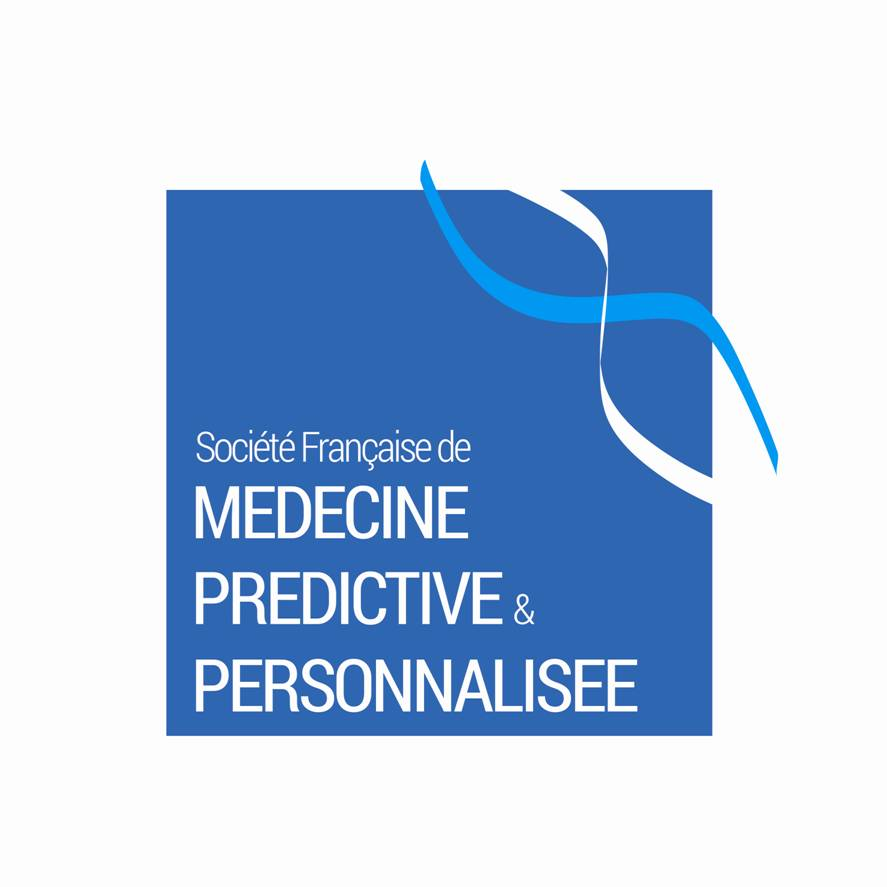 Société Française de
MEDECINE
PREDICTIVE &
PERSONNALISEE